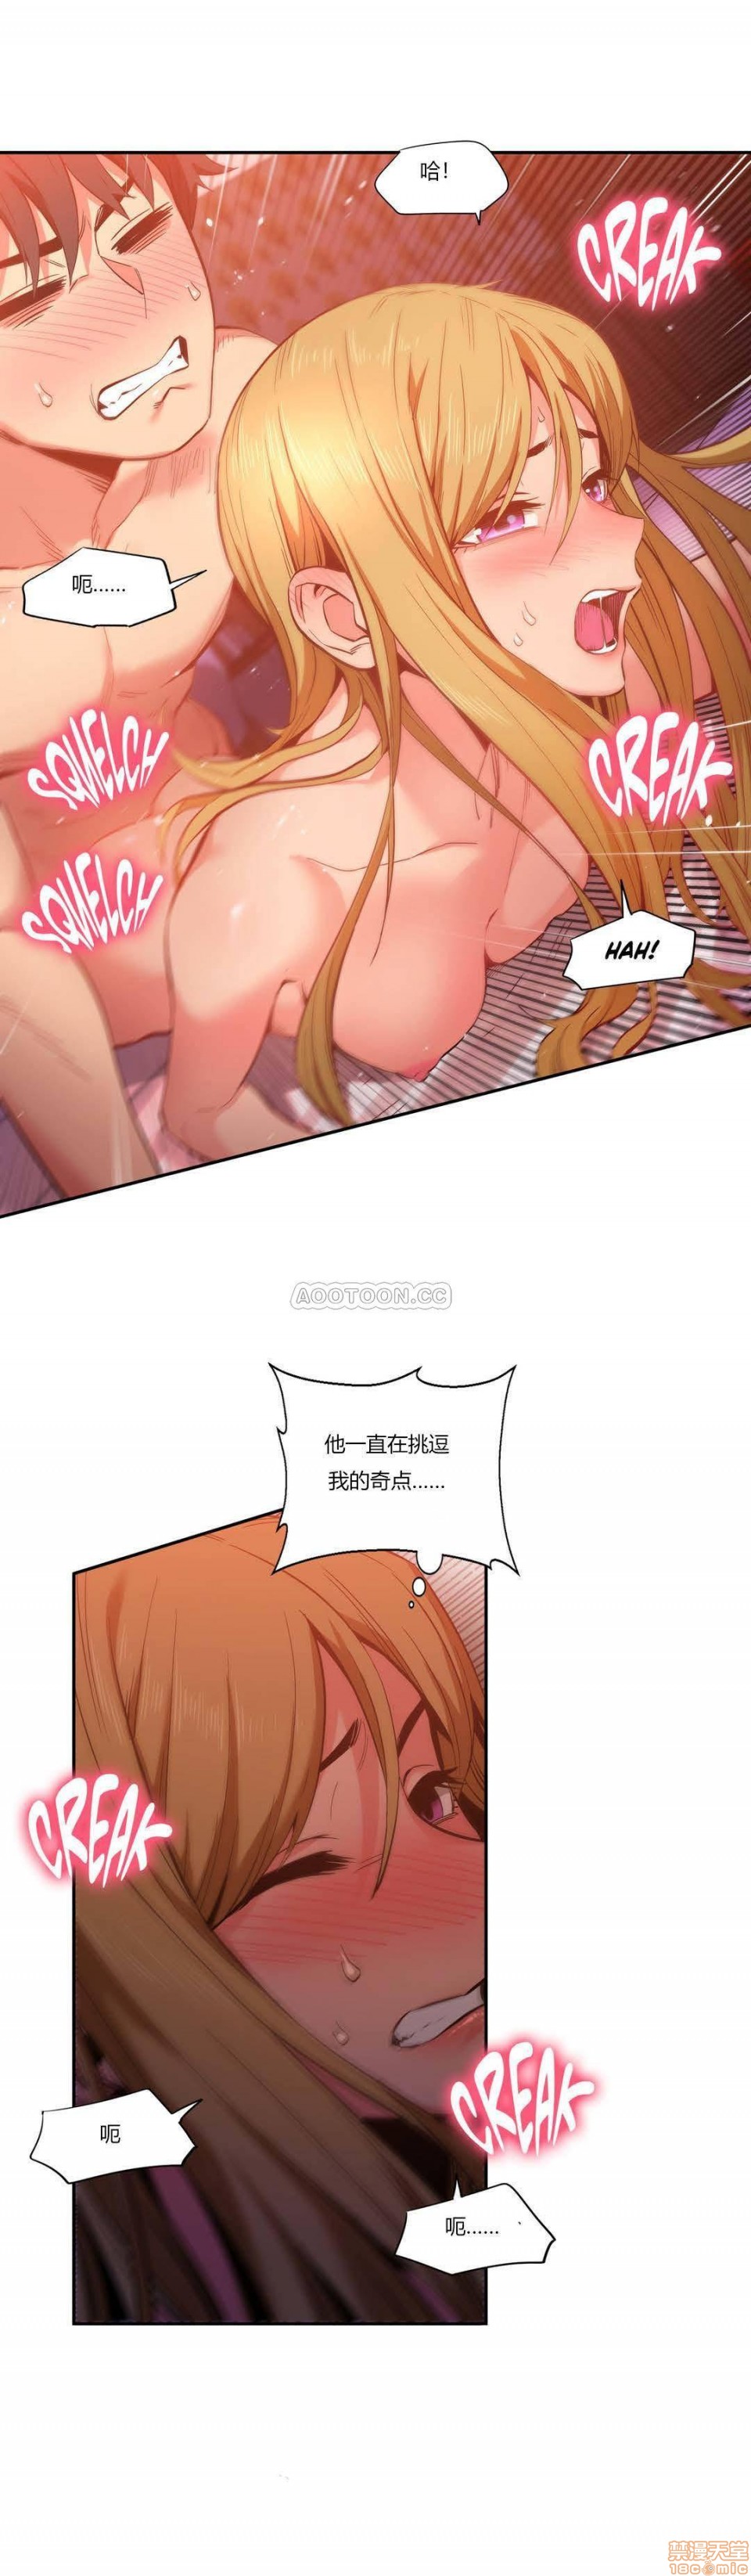 哈!
CREAK
呃......
SQUELCH
CREAK
SQUELCH
HAH!
AOOTOON.CC
他一直在挑逗
我的奇点......
CREAK
CREAK
呃
呃......
禁漫天堂
18comic